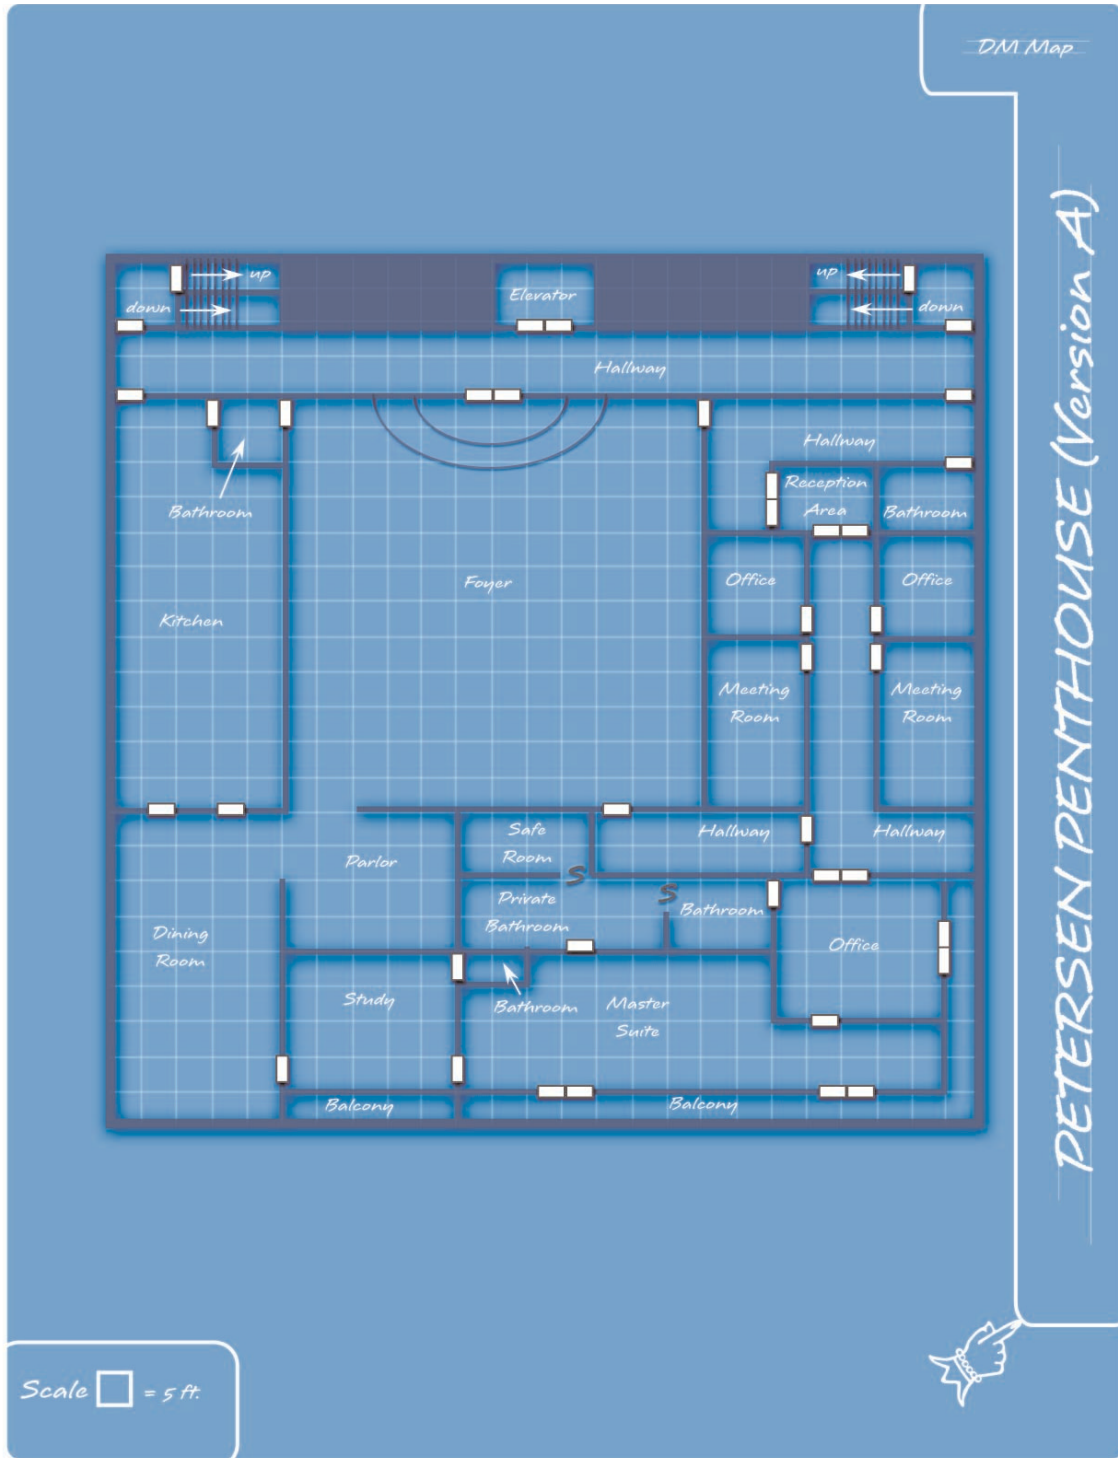 DM Map
PETERSEN PENTHOUSE (Version A)
up
down
Elevator
up
down
Hallway
Hallway
Reception
Area
Bathroom
Bathroom
Foyer
Office
Office
Kitchen
Meeting
Room
Meeting
Room
Safe
Room
Hallway
Hallway
Parlor
Private
Bathroom
S
S
Bathroom
Dining
Room
Office
Study
Bathroom
Master
Suite
Balcony
Balcony
Scale = 5 ft.